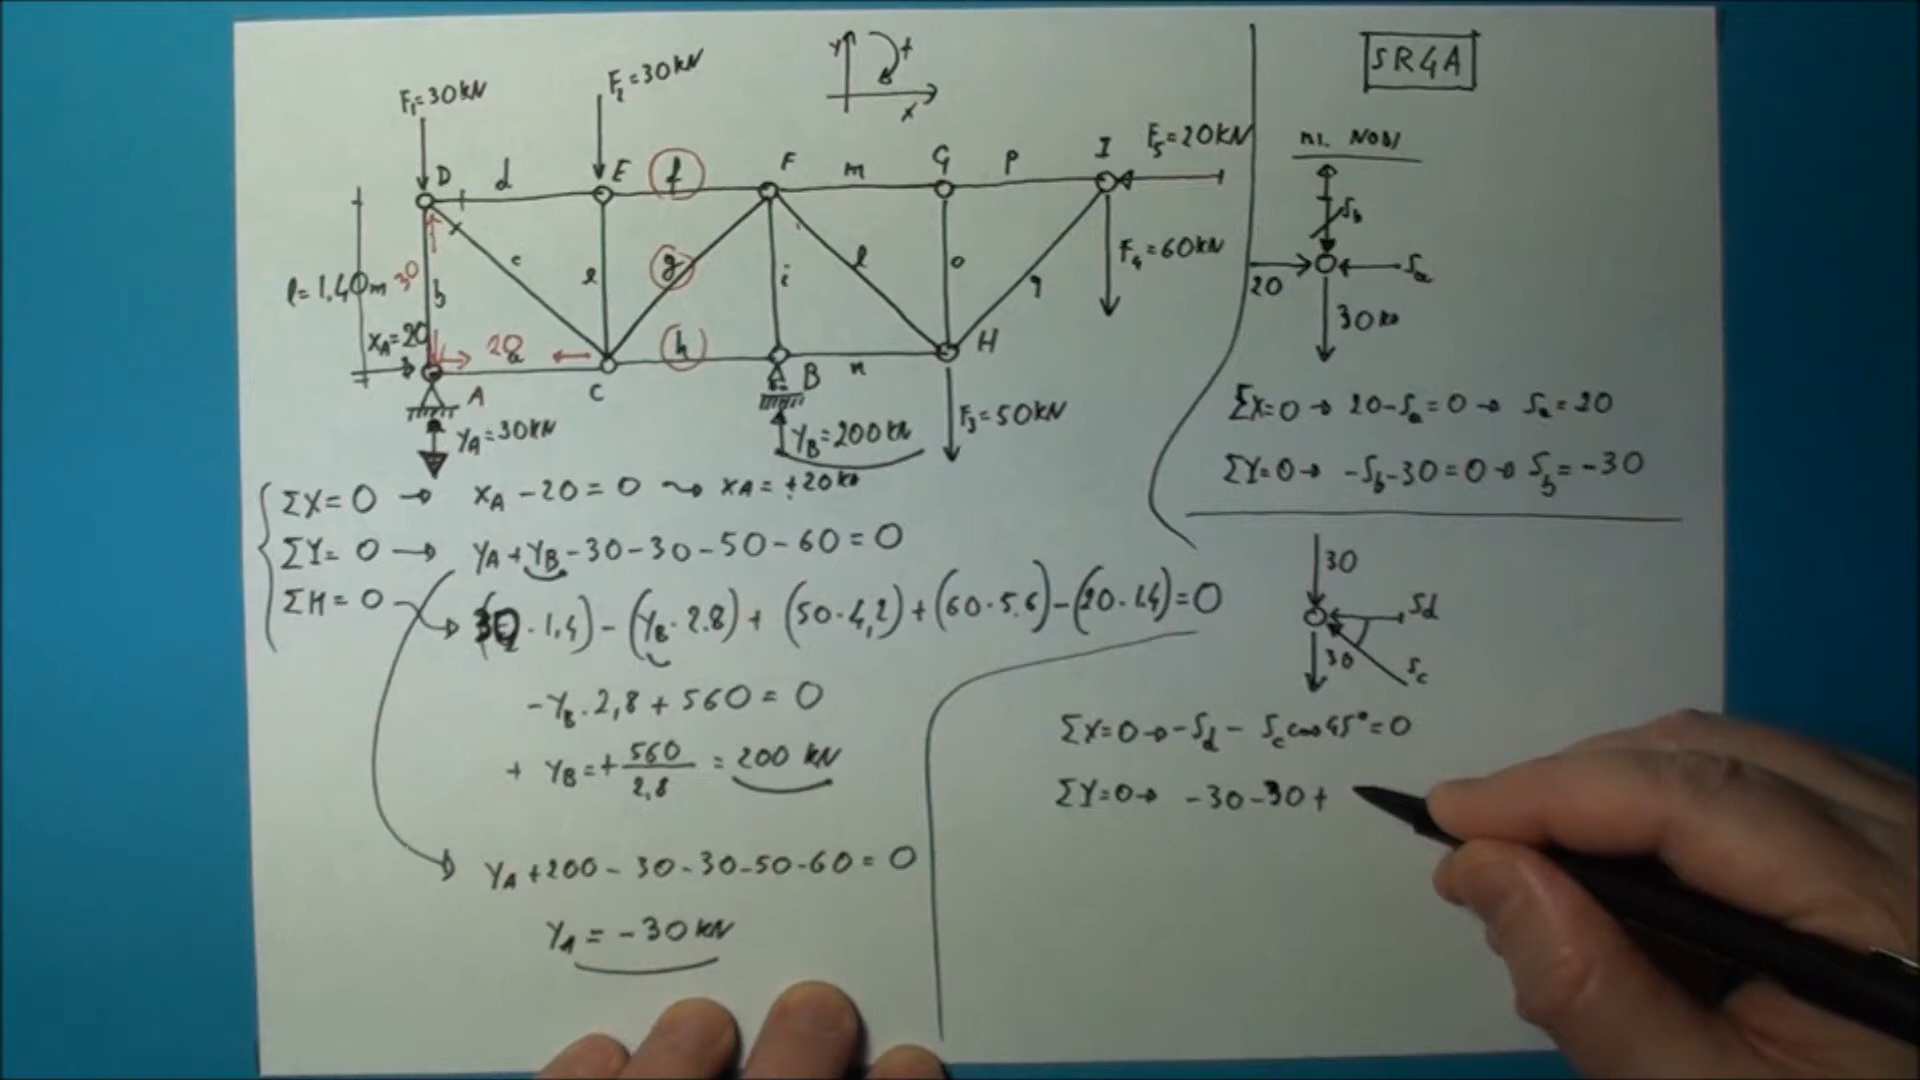 F₁=30kN
F₂=30kN
Y
+
X
D
d
E
f
F
m
G
p
I
F₅=20kN
l=1,40m
30
b
c
e
g
i
l
o
q
F₄=60kN
XA=20
20
a
A
C
h
B
n
H
YA=30kN
YB=200kN
F₃=50kN
ΣX=0 → XA-20=0 ⤳ XA=+20kN
ΣY=0 → YA+YB-30-30-50-60=0
ΣM=0 → (30·1,4)-(YB·2.8)+(50·4,2)+(60·5.6)-(20·1.4)=0
-YB·2,8+560=0
+ YB=+560/2,8=200 kN
YA+200-30-30-50-60=0
YA=-30kN
SR4A
m. NODI
Sb
20
Sa
30kN
ΣX=0 → 20-Sa=0 → Sa=20
ΣY=0 → -Sb-30=0 → Sb=-30
30
Sd
30
Sc
ΣX=0 → -Sd-Sc cos45°=0
ΣY=0 → -30-30+